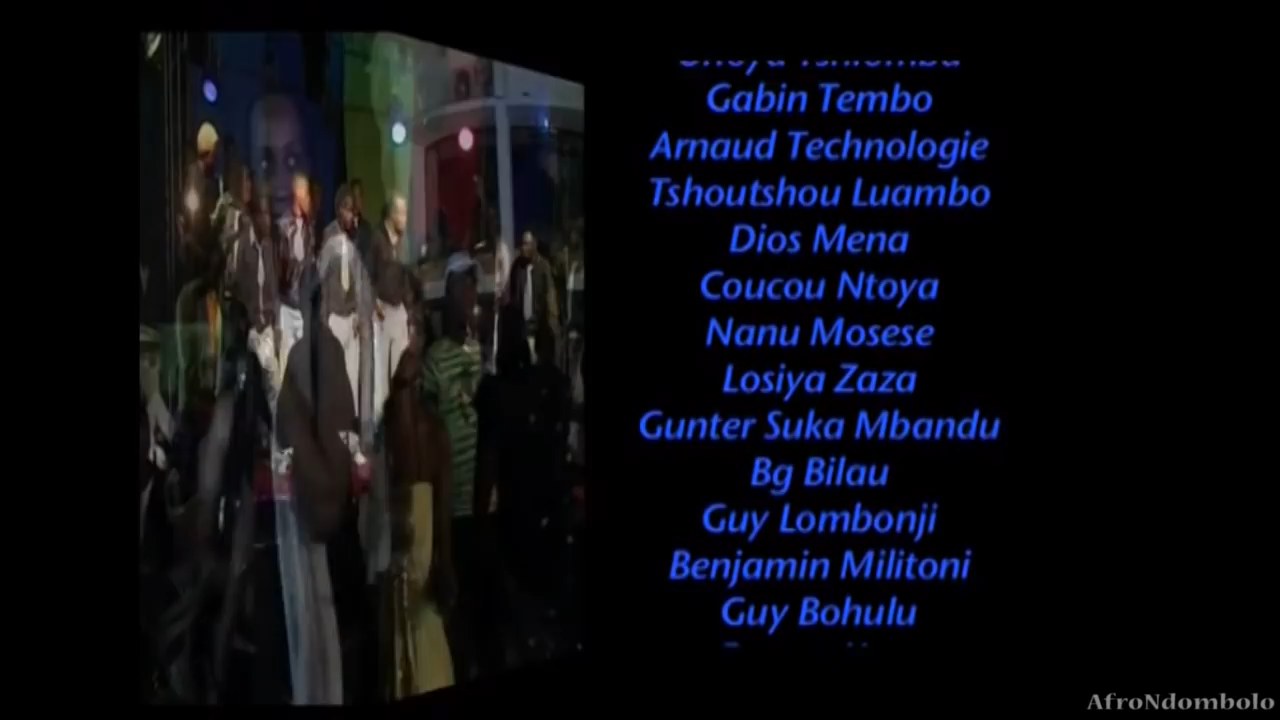 Gabin Tembo
Arnaud Technologie
Tshoutshou Luambo
Dios Mena
Coucou Ntoya
Nanu Mosese
Losiya Zaza
Gunter Suka Mbandu
Bg Bilau
Guy Lombonji
Benjamin Militoni
Guy Bohulu
AfroNdombolo